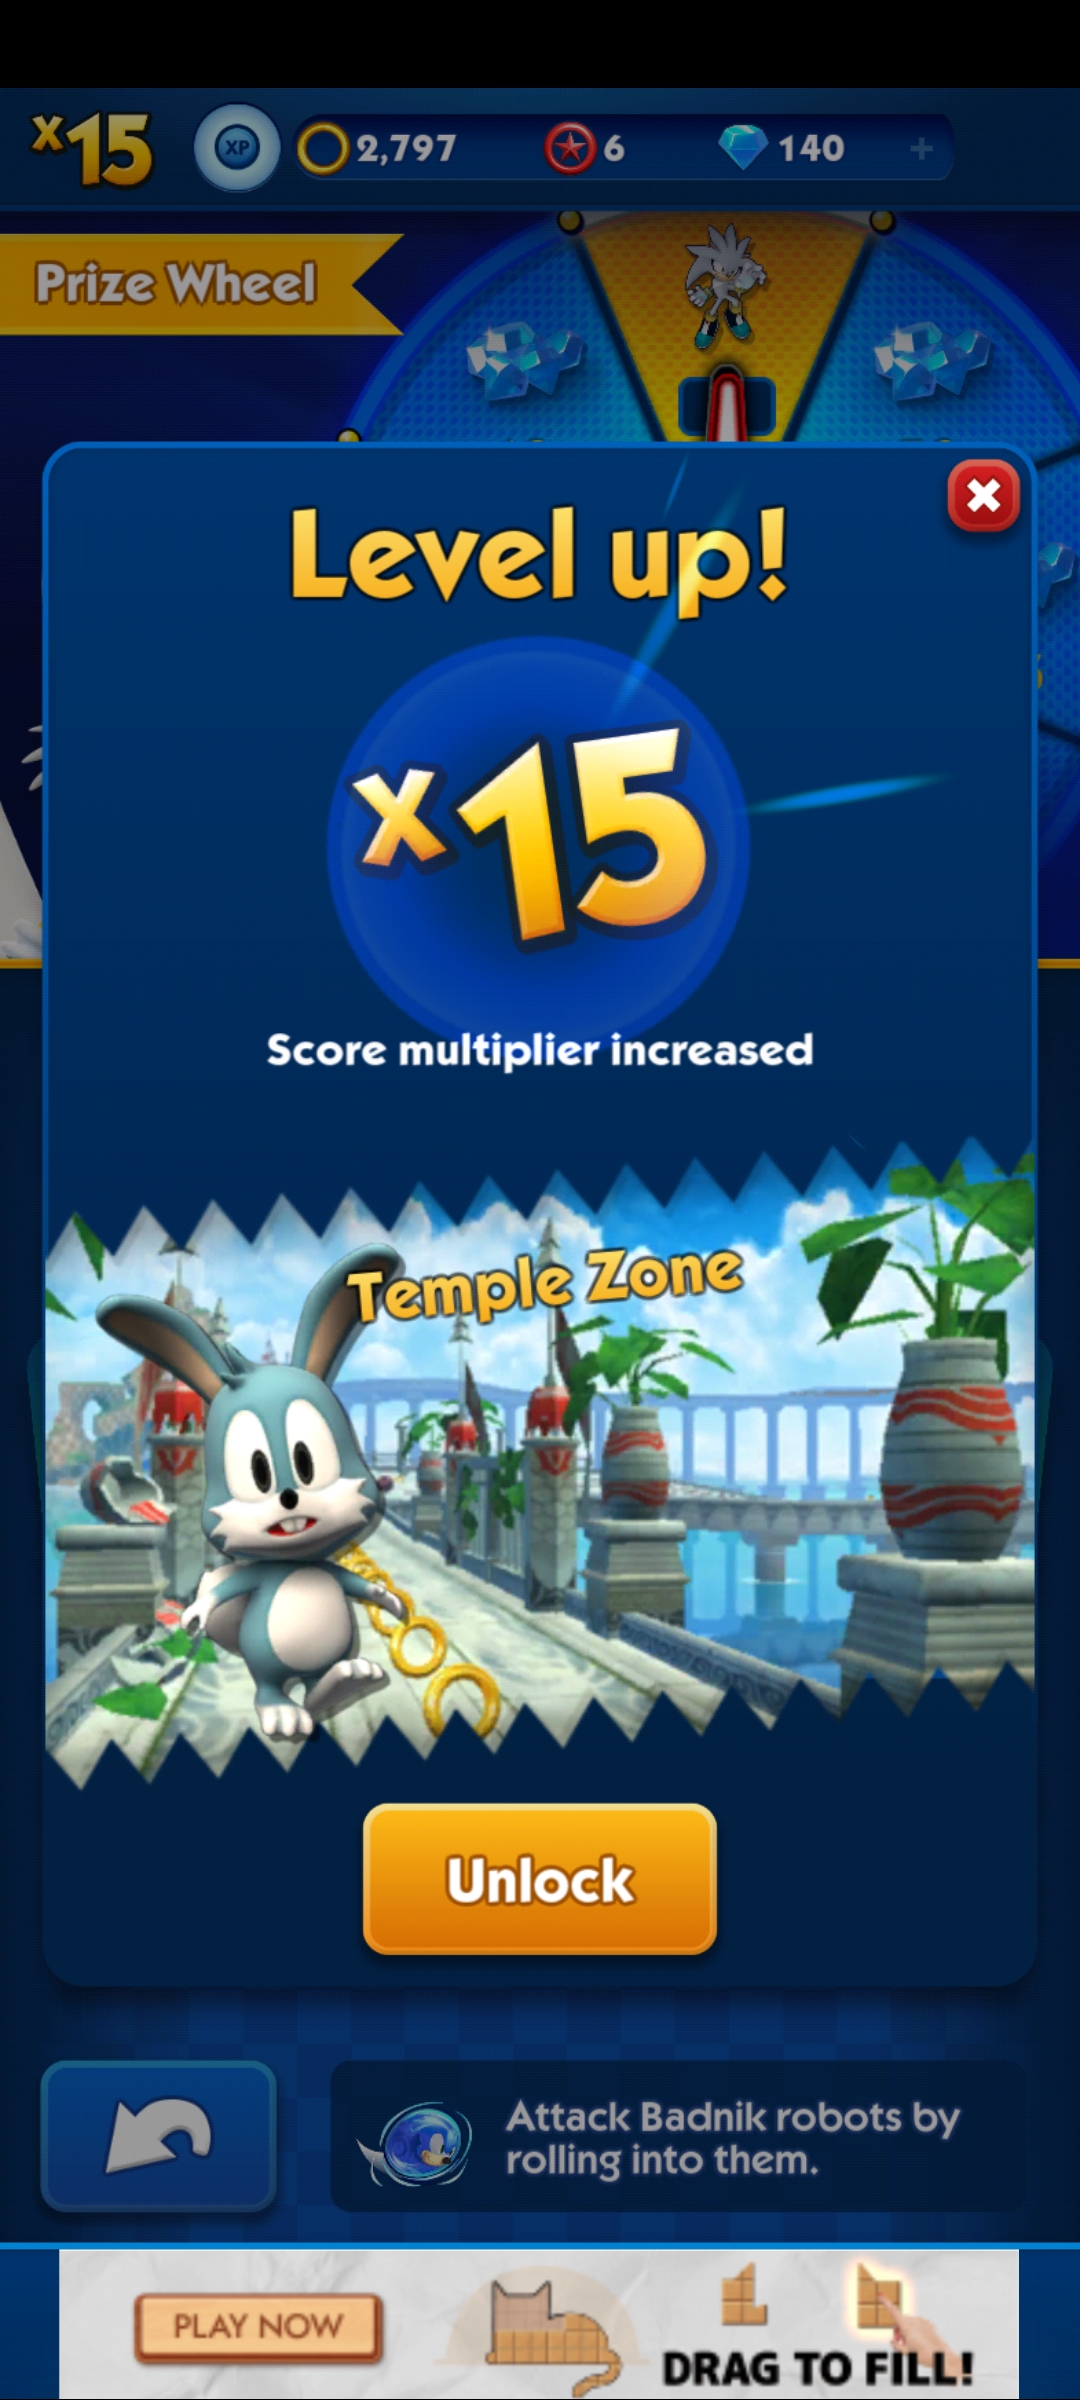 x15
XP
2,797
6
140
+
Prize Wheel
Level up!
x15
Score multiplier increased
Temple Zone
Unlock
Attack Badnik robots by
rolling into them.
PLAY NOW
DRAG TO FILL!